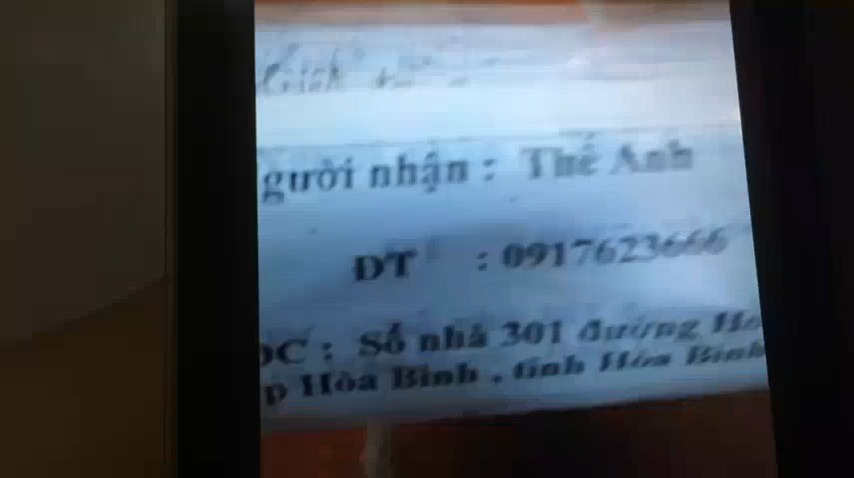 gười nhận : Thế Anh
ĐT : 0917623666
ĐC : Số nhà 301 đường
p Hòa Bình , tỉnh Hòa Bình